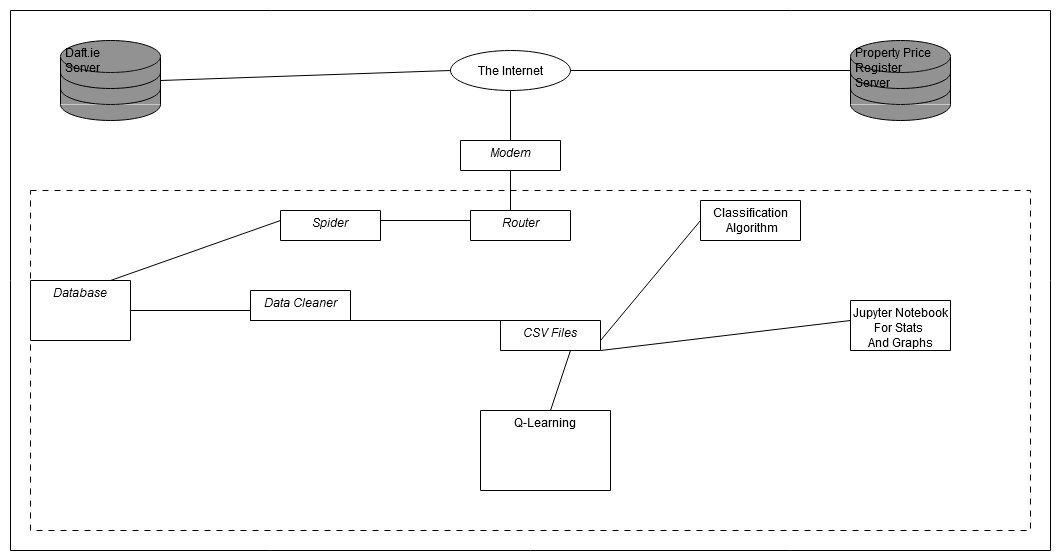 Daft.ie
Server
The Internet
Property Price
Register
Server
Modem
Spider
Router
Classification
Algorithm
Database
Data Cleaner
CSV Files
Jupyter Notebook
For Stats
And Graphs
Q-Learning